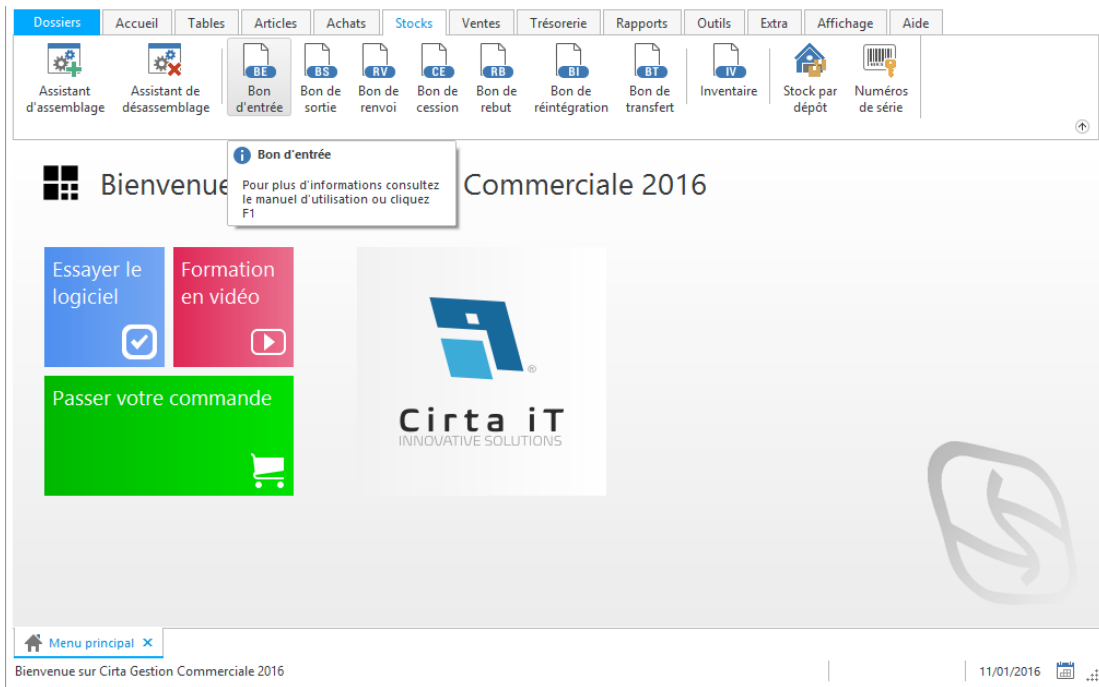 Dossiers Accueil Tables Articles Achats Stocks Ventes Trésorerie Rapports Outils Extra Affichage Aide
BE BS RV CE RB BI BT IV
Assistant d'assemblage
Assistant de désassemblage
Bon d'entrée
Bon de sortie
Bon de renvoi
Bon de cession
Bon de rebut
Bon de réintégration
Bon de transfert
Inventaire
Stock par dépôt
Numéros de série
Bon d'entrée
Pour plus d'informations consultez
le manuel d'utilisation ou cliquez
F1
Bienvenue Commerciale 2016
Essayer le
logiciel
Formation
en vidéo
Passer votre commande
®
Cirta iT
INNOVATIVE SOLUTIONS
Menu principal
Bienvenue sur Cirta Gestion Commerciale 2016
11/01/2016